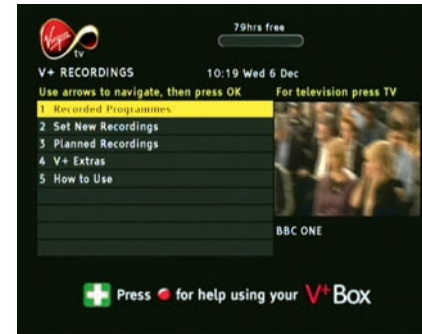 Virgin
tv
79hrs free
V+ RECORDINGS
10:19 Wed 6 Dec
Use arrows to navigate, then press OK
For television press TV
1 Recorded Programmes
2 Set New Recordings
3 Planned Recordings
4 V+ Extras
5 How to Use
BBC ONE
Press for help using your V+ Box